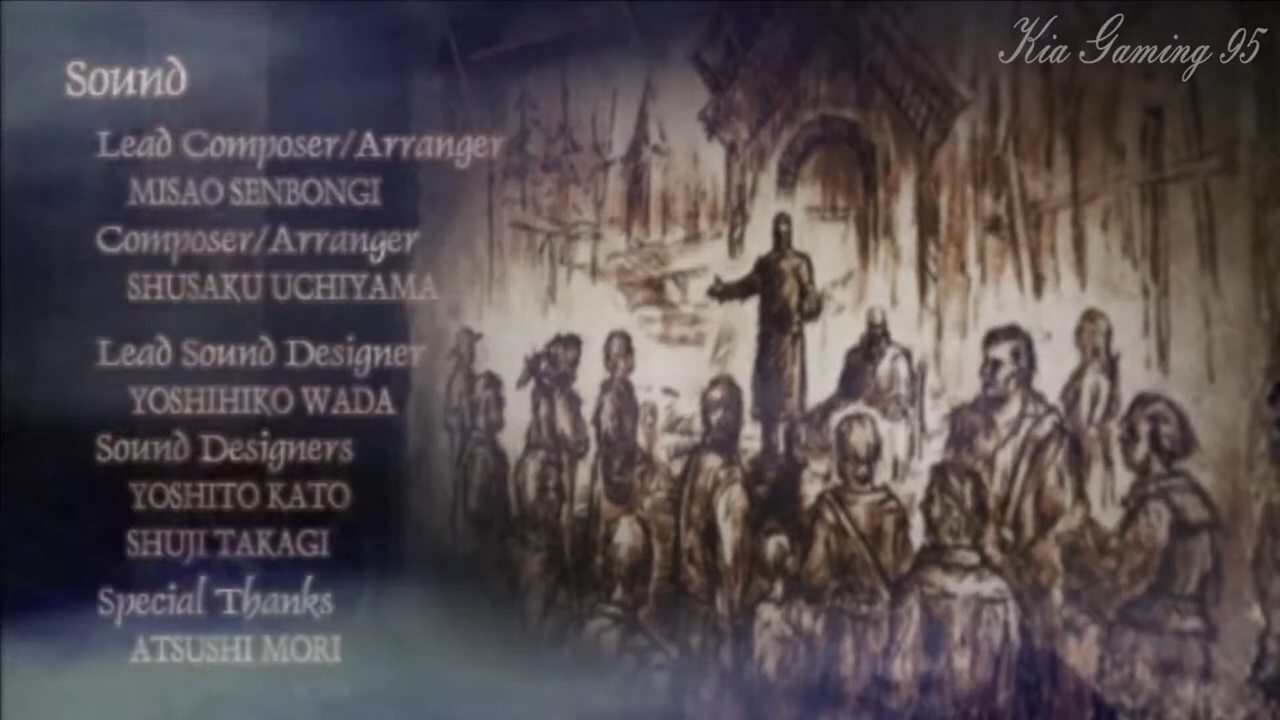 Kia Gaming 95
Sound
Lead Composer/Arranger
MISAO SENBONGI
Composer/Arranger
SHUSAKU UCHIYAMA
Lead Sound Designer
YOSHIHIKO WADA
Sound Designers
YOSHITO KATO
SHUJI TAKAGI
Special Thanks
ATSUSHI MORI